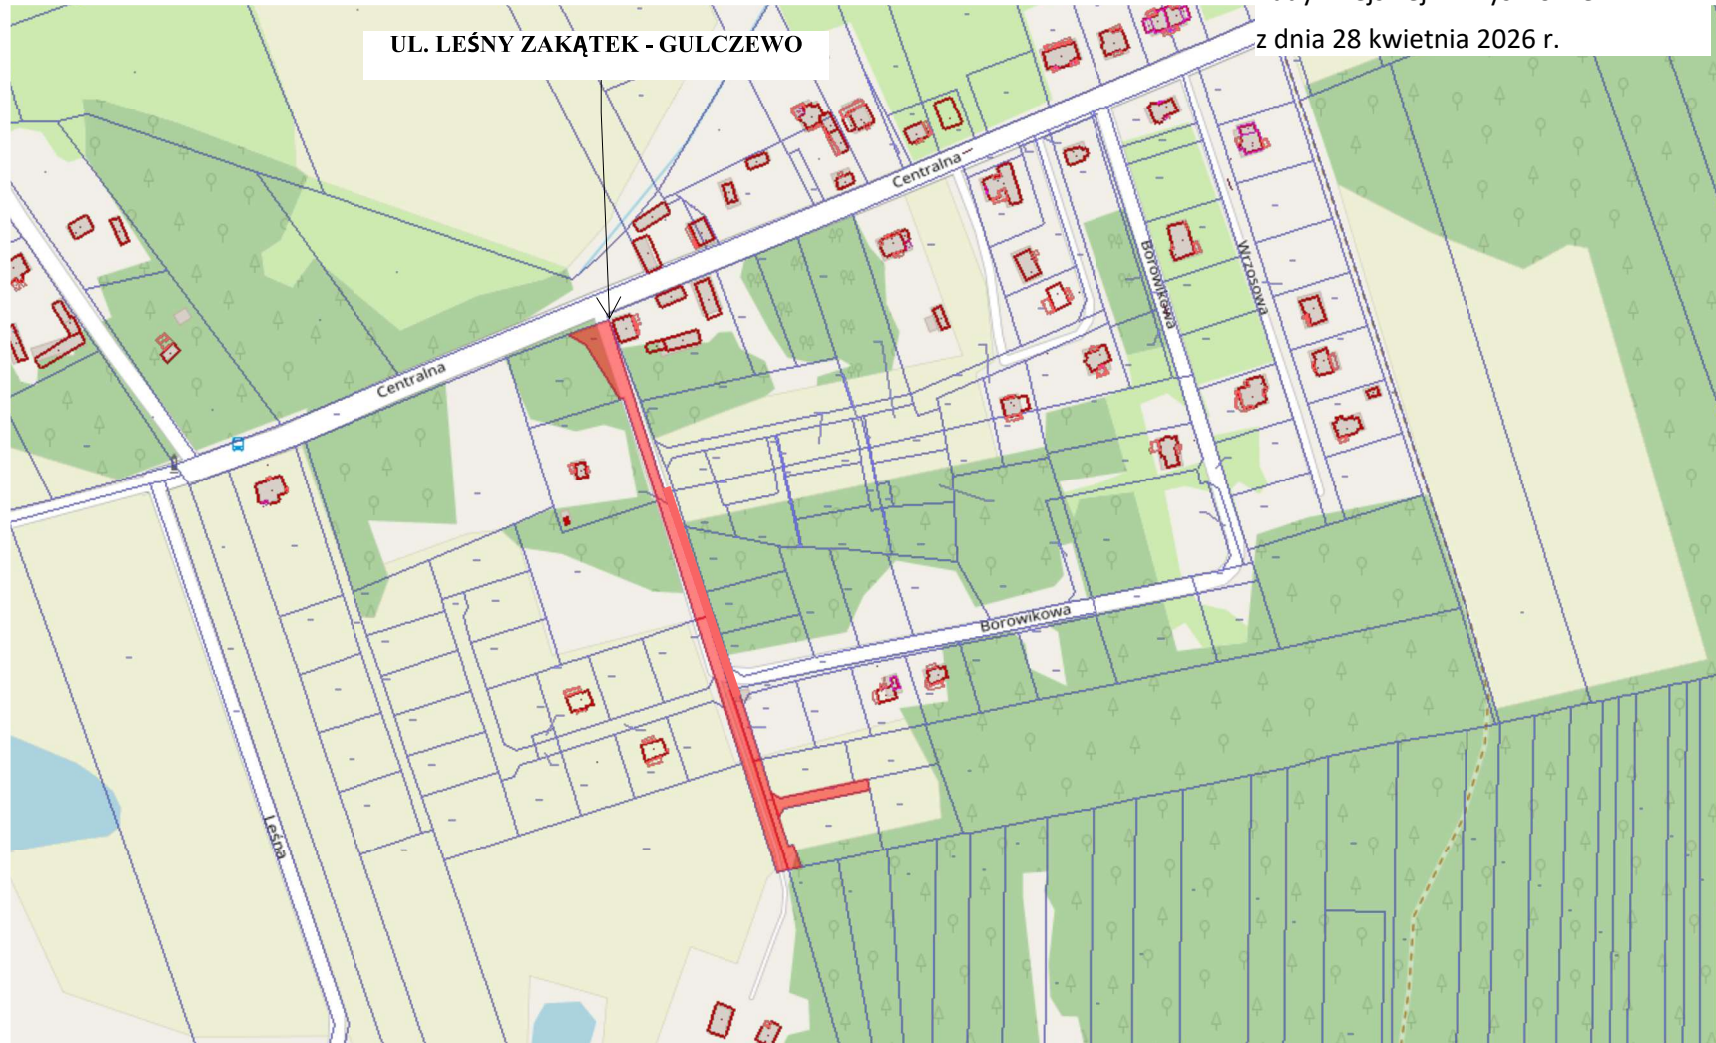 z dnia 28 kwietnia 2026 r.
UL. LEŚNY ZAKĄTEK - GULCZEWO
Centralna
Centralna
Borowikowa
Wrzosowa
Borowikowa
Leśna